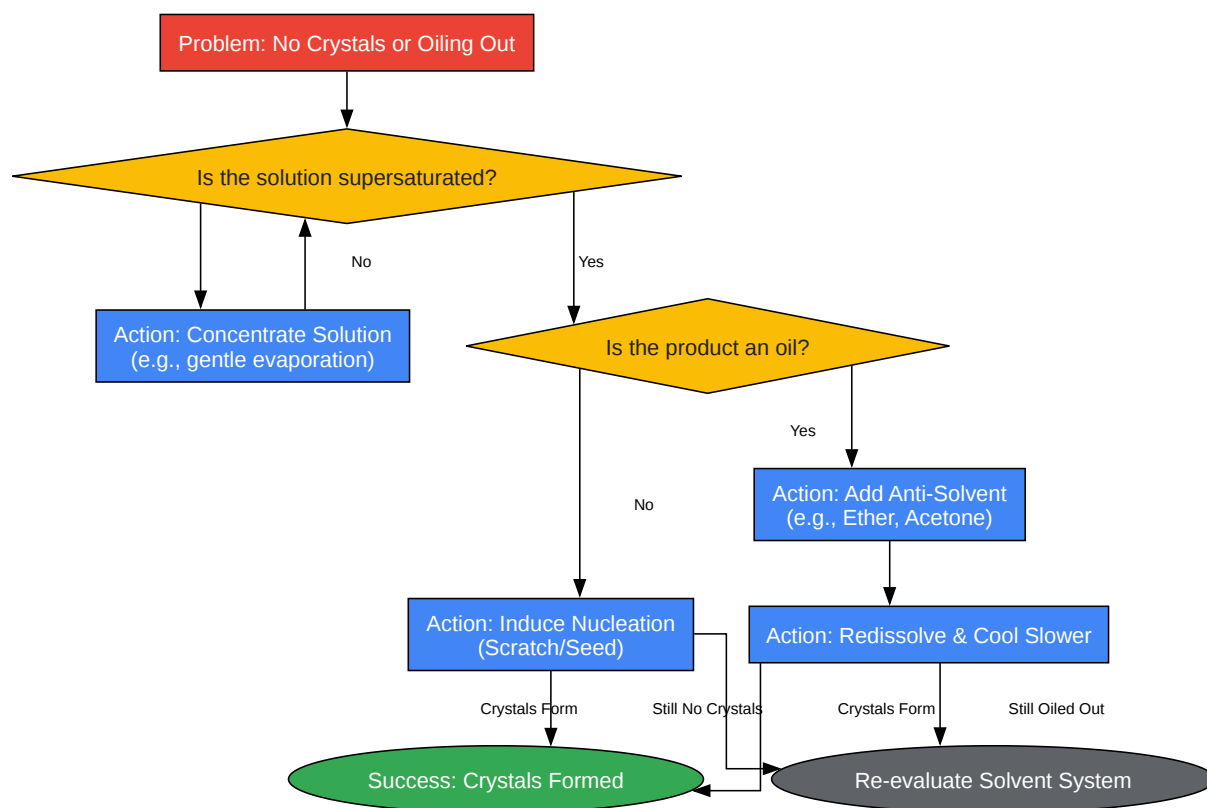 Problem: No Crystals or Oiling Out
Is the solution supersaturated?
No
Yes
Action: Concentrate Solution
(e.g., gentle evaporation)
Is the product an oil?
Yes
Action: Add Anti-Solvent
(e.g., Ether, Acetone)
No
Action: Induce Nucleation
(Scratch/Seed)
Action: Redissolve & Cool Slower
Crystals Form
Still No Crystals
Crystals Form
Still Oiled Out
Success: Crystals Formed
Re-evaluate Solvent System